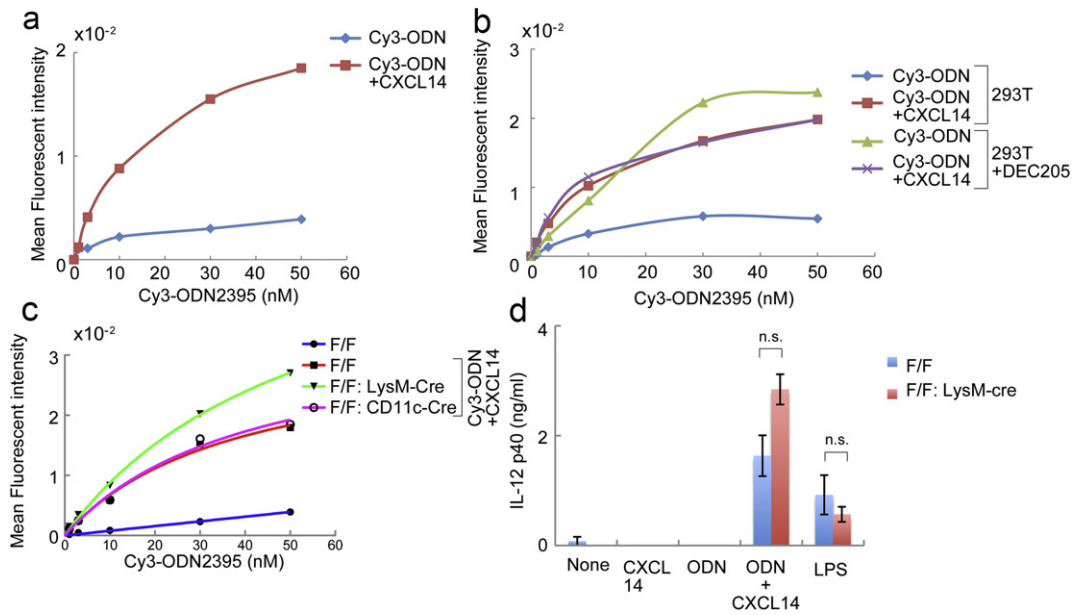 a
x10⁻²
Mean Fluorescent intensity
2
1
0
0 10 20 30 40 50 60
Cy3-ODN2395 (nM)
Cy3-ODN
Cy3-ODN
+CXCL14
b
x10⁻²
Mean Fluorescent intensity
3
2
1
0
0 10 20 30 40 50 60
Cy3-ODN2395 (nM)
Cy3-ODN
Cy3-ODN
+CXCL14
293T
Cy3-ODN
Cy3-ODN
+CXCL14
293T
+DEC205
c
x10⁻²
Mean Fluorescent intensity
3
2
1
0
0 10 20 30 40 50 60
Cy3-ODN2395 (nM)
F/F
F/F
F/F: LysM-Cre
F/F: CD11c-Cre
Cy3-ODN
+CXCL14
d
IL-12 p40 (ng/ml)
4
2
0
n.s.
n.s.
None
CXCL
14
ODN
ODN
+
CXCL14
LPS
F/F
F/F: LysM-cre